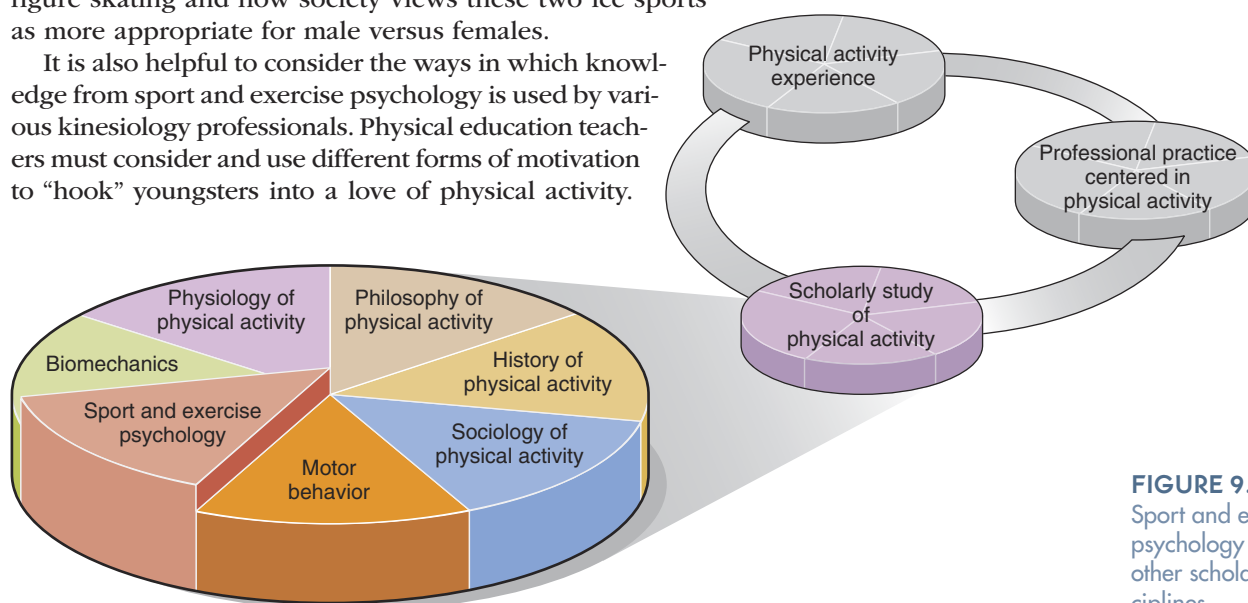 figure skating and how society views these two ice sports
as more appropriate for male versus females.
It is also helpful to consider the ways in which knowl-
edge from sport and exercise psychology is used by vari-
ous kinesiology professionals. Physical education teach-
ers must consider and use different forms of motivation
to “hook” youngsters into a love of physical activity.
Physical activity
experience
Professional practice
centered in
physical activity
Scholarly study
of
physical activity
Physiology of
physical activity
Philosophy of
physical activity
Biomechanics
History of
physical activity
Sport and exercise
psychology
Sociology of
physical activity
Motor
behavior
FIGURE 9.
Sport and e
psychology
other schola
ciplines